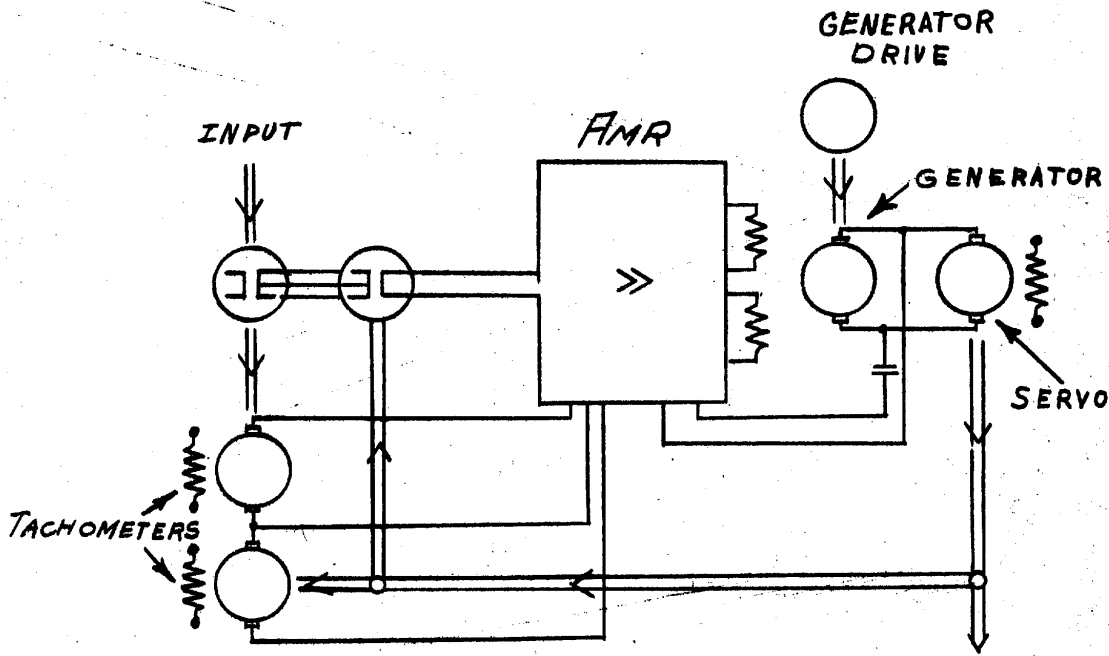 GENERATOR
DRIVE
INPUT
AMR
GENERATOR
SERVO
TACHOMETERS